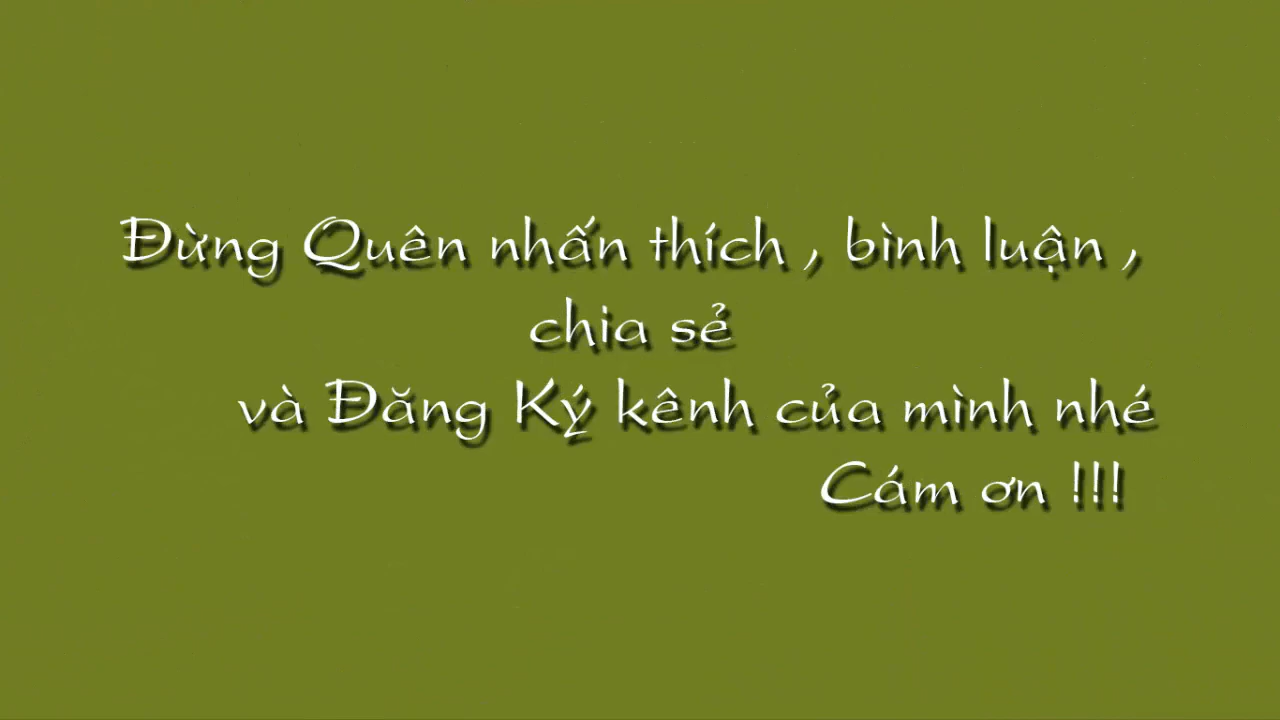 Đừng Quên nhấn thích , bình luận ,
chia sẻ
và Đăng Ký kênh của mình nhé
Cám ơn !!!